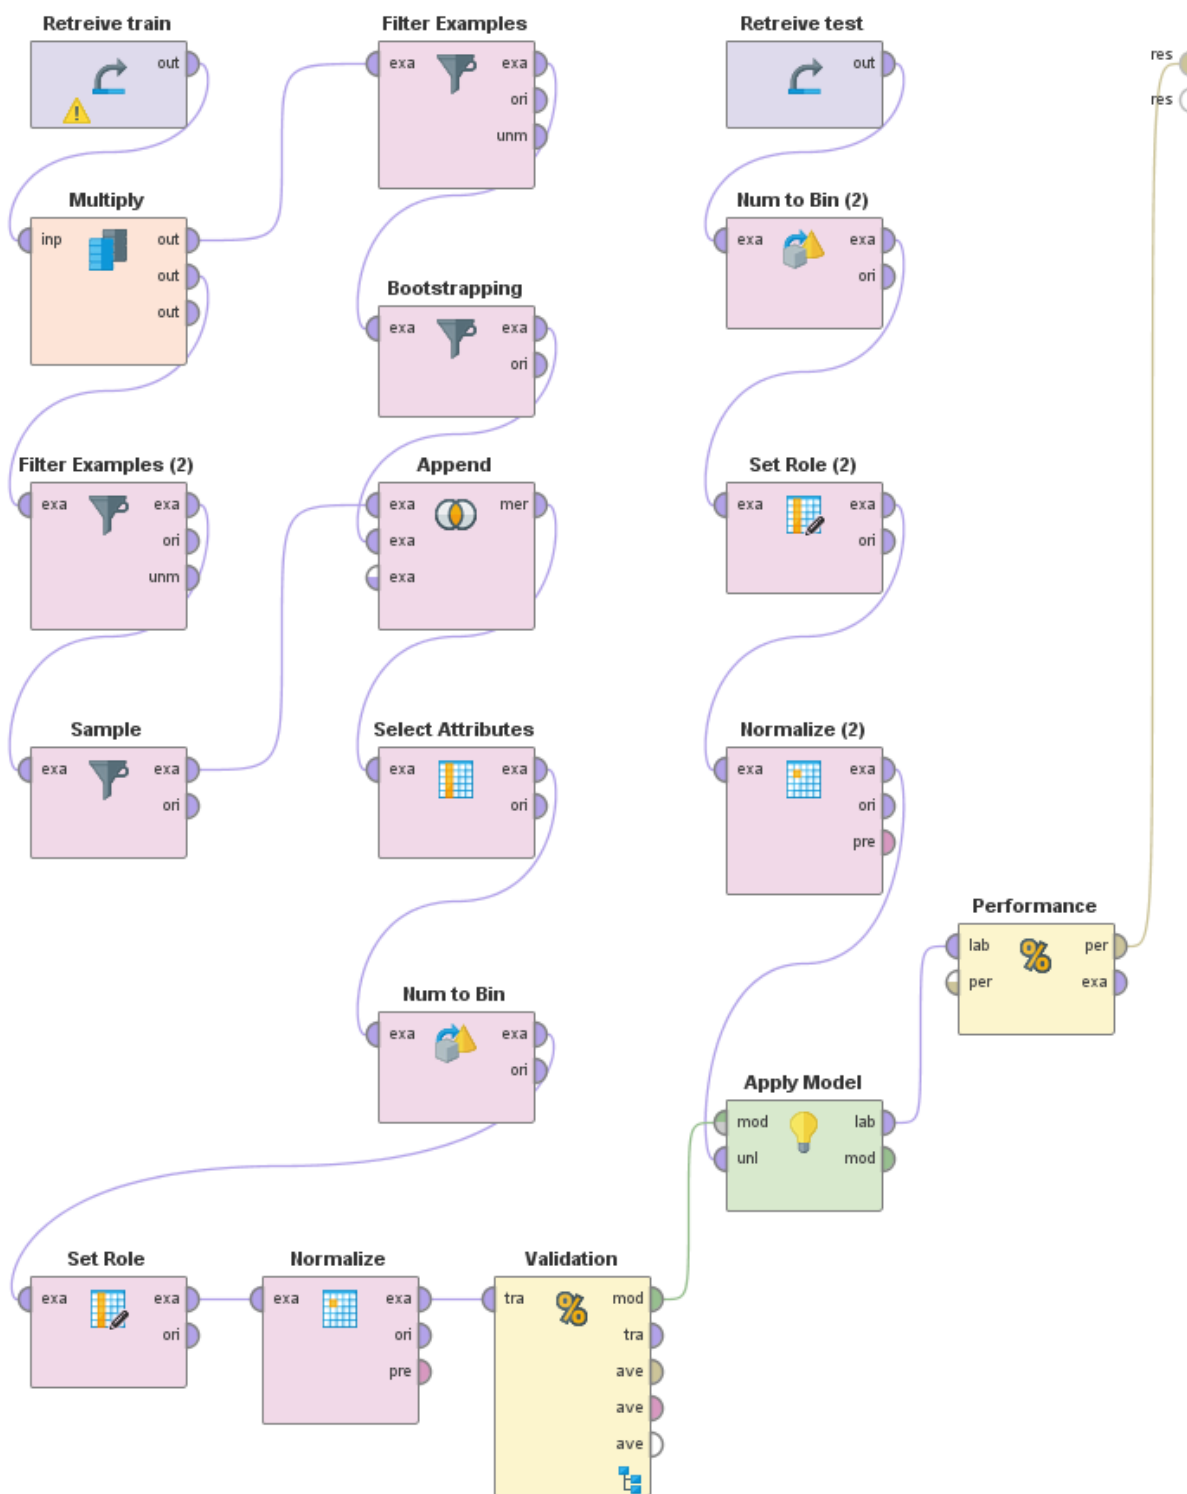 Retreive train
out
Multiply
inp out
out
out
Filter Examples (2)
exa exa
ori
unm
Sample
exa exa
ori
Filter Examples
exa exa
ori
unm
Bootstrapping
exa exa
ori
Append
exa mer
exa
exa
Select Attributes
exa exa
ori
Num to Bin
exa exa
ori
Set Role
exa exa
ori
Normalize
exa exa
ori
pre
Validation
tra mod
tra
ave
ave
ave
Retreive test
out
Num to Bin (2)
exa exa
ori
Set Role (2)
exa exa
ori
Normalize (2)
exa exa
ori
pre
Apply Model
mod lab
unl mod
Performance
lab per
per exa
res
res